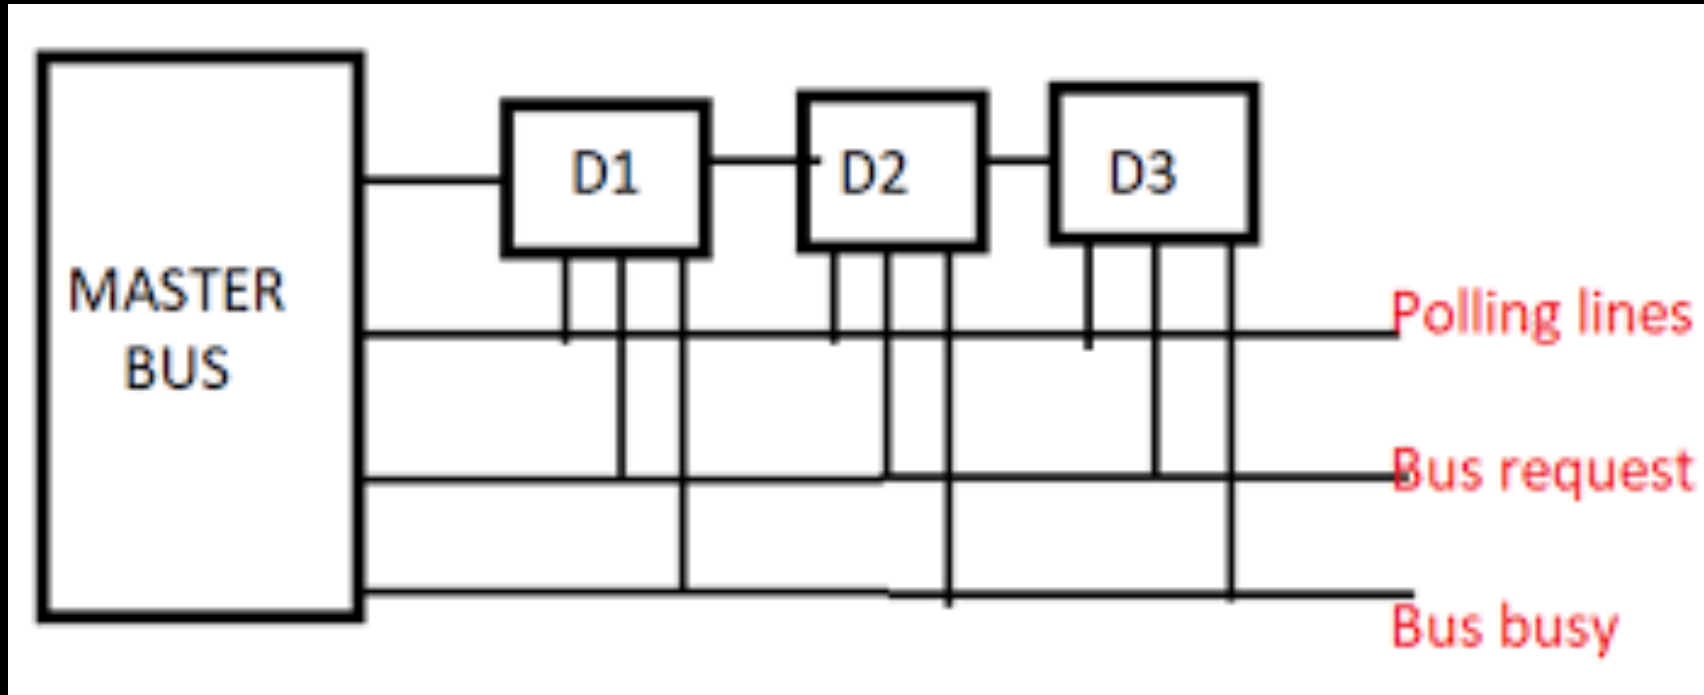 MASTER
BUS
D1
D2
D3
Polling lines
Bus request
Bus busy